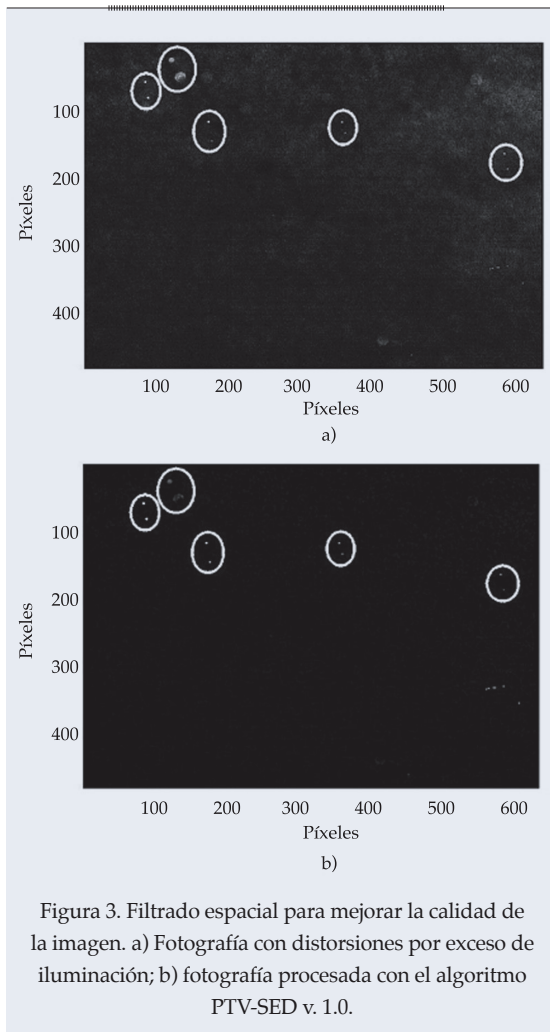 100
200
300
400
Píxeles
100 200 300 400 500 600
Píxeles
a)
100
200
300
400
Píxeles
100 200 300 400 500 600
Píxeles
b)
Figura 3. Filtrado espacial para mejorar la calidad de
la imagen. a) Fotografía con distorsiones por exceso de
iluminación; b) fotografía procesada con el algoritmo
PTV-SED v. 1.0.